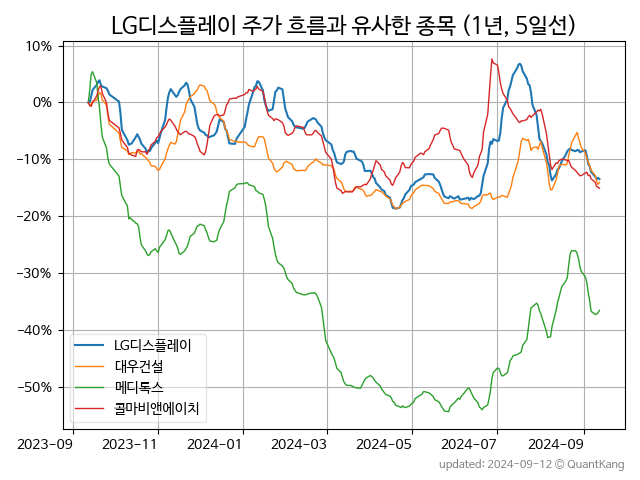 LG디스플레이 주가 흐름과 유사한 종목 (1년, 5일선)
10%
0%
−10%
−20%
−30%
−40%
−50%
LG디스플레이
대우건설
메디톡스
콜마비앤에이치
2023-09
2023-11
2024-01
2024-03
2024-05
2024-07
2024-09
updated: 2024-09-12 © QuantKang